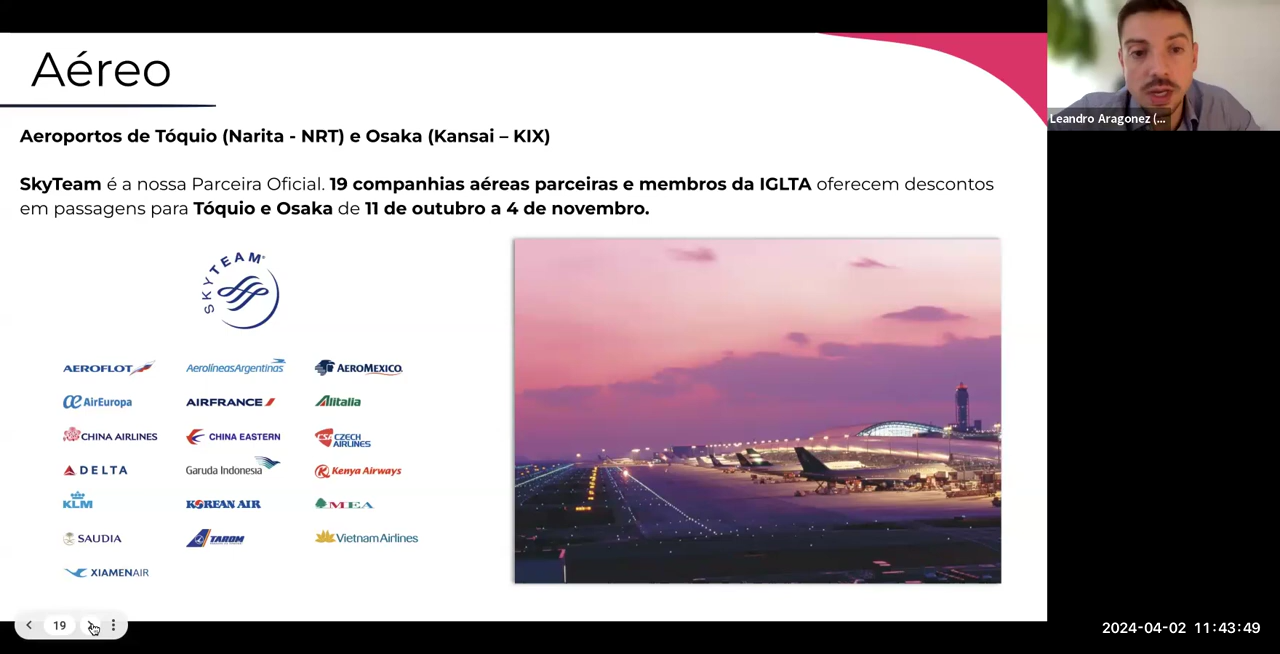 Aéreo
Aeroportos de Tóquio (Narita - NRT) e Osaka (Kansai – KIX)
SkyTeam é a nossa Parceira Oficial. 19 companhias aéreas parceiras e membros da IGLTA oferecem descontos
em passagens para Tóquio e Osaka de 11 de outubro a 4 de novembro.
SKYTEAM
AEROFLOT AerolíneasArgentinas AEROMEXICO
AirEuropa AIRFRANCE Alitalia
CHINA AIRLINES CHINA EASTERN CSA CZECH AIRLINES
DELTA Garuda Indonesia Kenya Airways
KLM KOREAN AIR MEA
SAUDIA TAROM VietnamAirlines
XIAMENAIR
19
Leandro Aragonez (...
2024-04-02 11:43:49